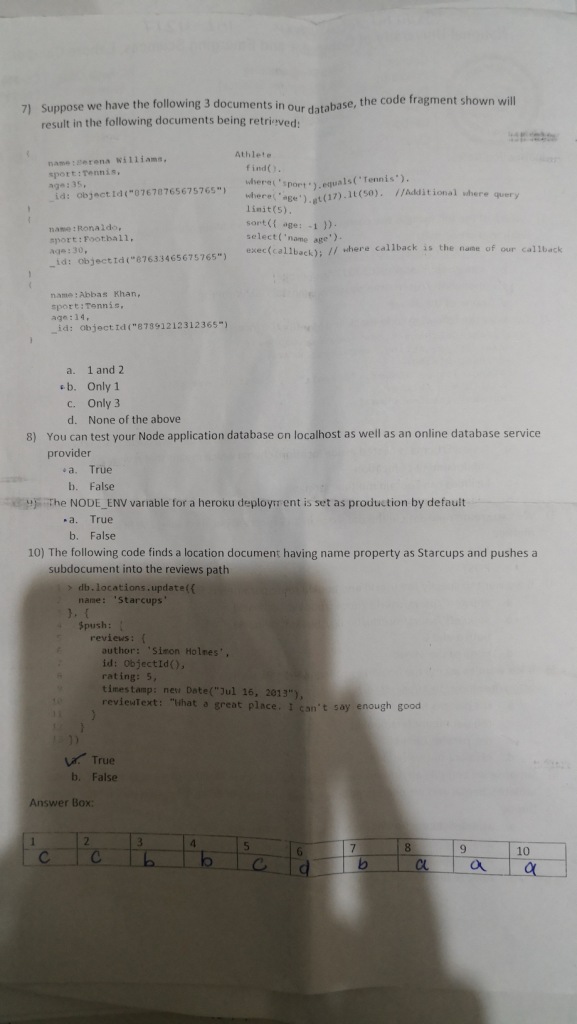 7) Suppose we have the following 3 documents in our database, the code fragment shown will
result in the following documents being retrieved:
{
name:Serena Williams,
sport:Tennis,
age:35,
_id: ObjectId("07670765675765")
}
{
name:Ronaldo,
sport:Football,
age:30,
_id: ObjectId("87633465675765")
}
{
name:Abbas Khan,
sport:Tennis,
age:14,
_id: ObjectId("87891212312365")
}
Athlete
find().
where('sport').equals('Tennis').
where('age').gt(17).lt(50). //Additional where query
limit(5).
sort({ age: -1 }).
select('name age').
exec(callback); // where callback is the name of our callback
a. 1 and 2
b. Only 1
c. Only 3
d. None of the above
8) You can test your Node application database on localhost as well as an online database service
provider
a. True
b. False
9) The NODE_ENV variable for a heroku deployment is set as production by default
a. True
b. False
10) The following code finds a location document having name property as Starcups and pushes a
subdocument into the reviews path
> db.locations.update({
name: 'Starcups'
}, {
$push: {
reviews: {
author: 'Simon Holmes',
id: ObjectId(),
rating: 5,
timestamp: new Date("Jul 16, 2013"),
reviewText: "What a great place. I can't say enough good
}
}
})
a. True
b. False
Answer Box:
1 2 3 4 5 6 7 8 9 10
c c b b c d b a a a